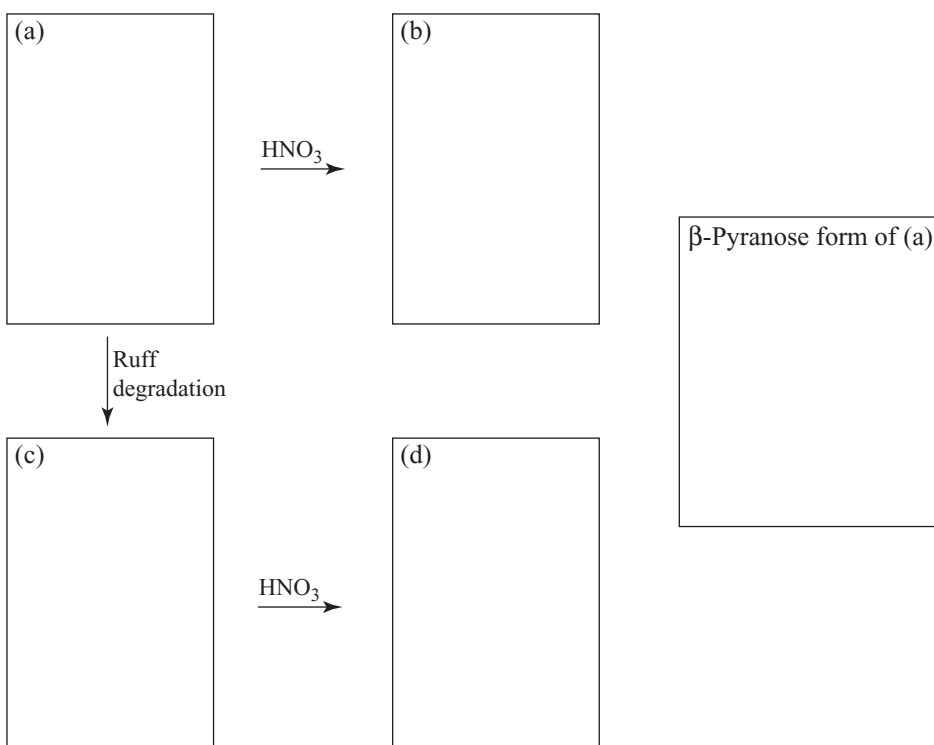 (a)
(b)
HNO₃
β-Pyranose form of (a)
Ruff
degradation
(c)
(d)
HNO₃